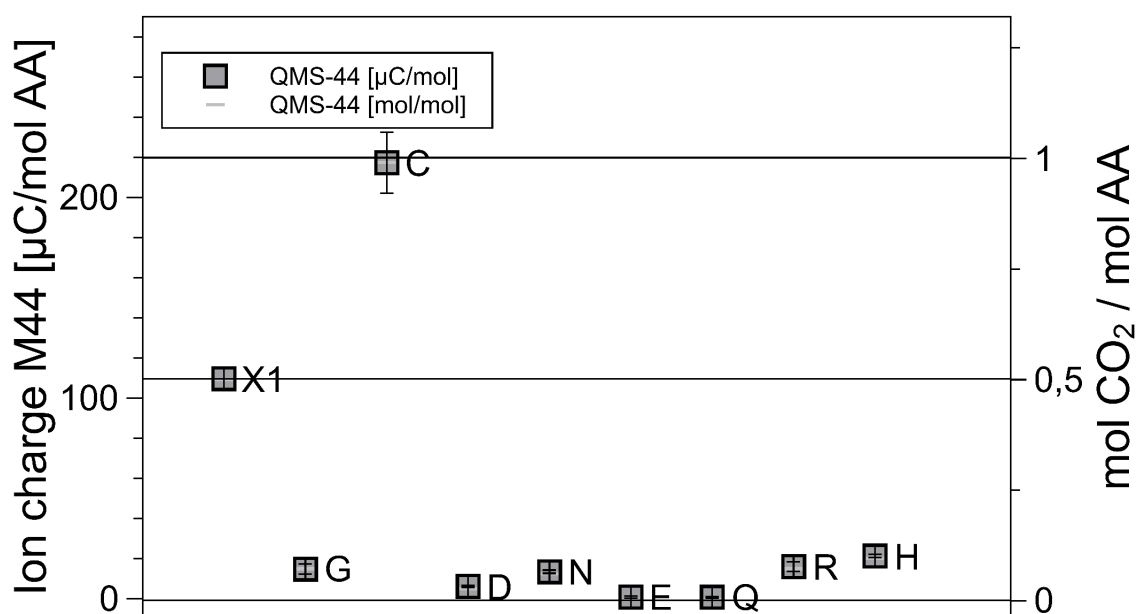 Ion charge M44 [µC/mol AA]
QMS-44 [µC/mol]
QMS-44 [mol/mol]
C
1
200
mol CO₂ / mol AA
X1
0,5
100
G
D
N
E
Q
R
H
0
0